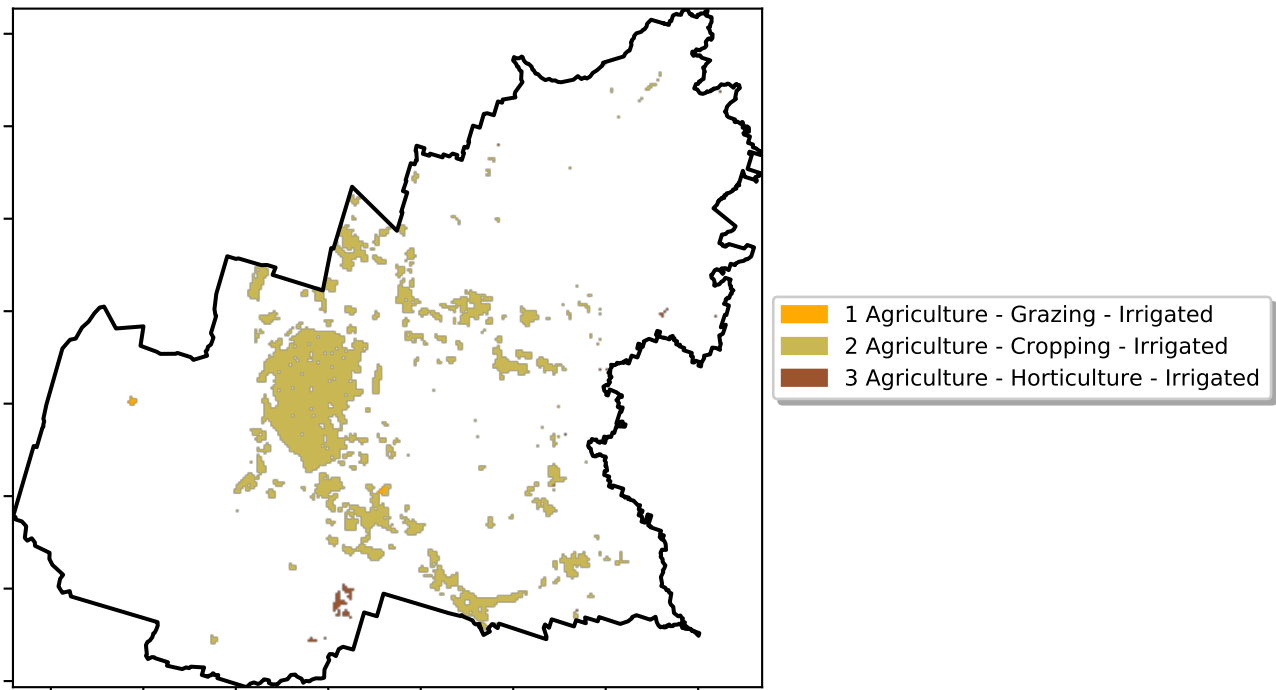 1 Agriculture - Grazing - Irrigated
2 Agriculture - Cropping - Irrigated
3 Agriculture - Horticulture - Irrigated